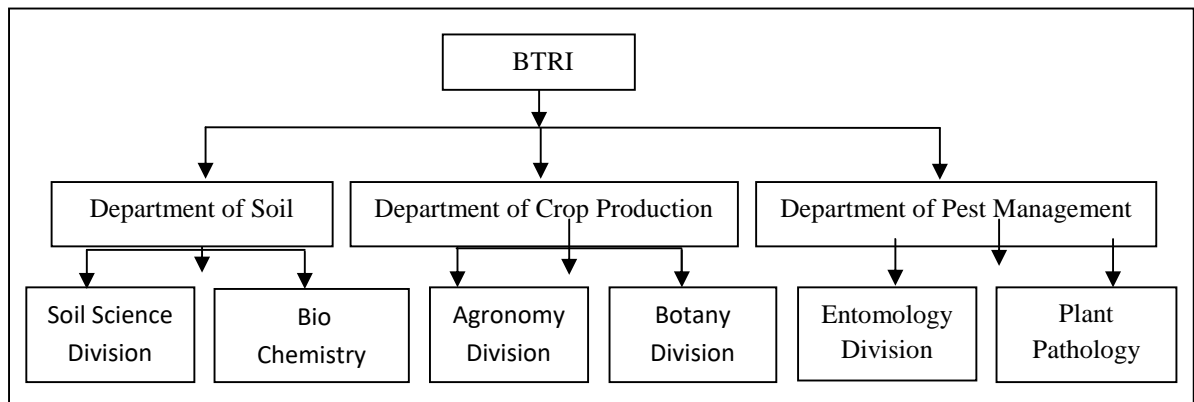 BTRI
Department of Soil
Department of Crop Production
Department of Pest Management
Soil Science
Division
Bio
Chemistry
Agronomy
Division
Botany
Division
Entomology
Division
Plant
Pathology